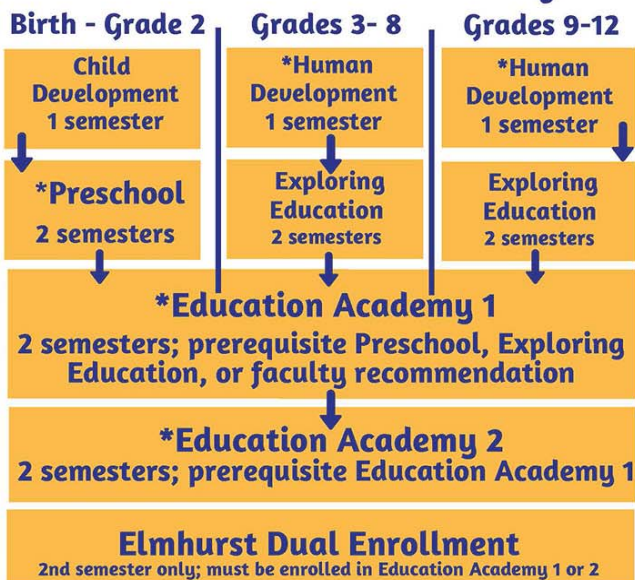 Birth - Grade 2
Grades 3- 8
Grades 9-12
Child
Development
1 semester
*Human
Development
1 semester
*Human
Development
1 semester
*Preschool
2 semesters
Exploring
Education
2 semesters
Exploring
Education
2 semesters
*Education Academy 1
2 semesters; prerequisite Preschool, Exploring
Education, or faculty recommendation
*Education Academy 2
2 semesters; prerequisite Education Academy 1
Elmhurst Dual Enrollment
2nd semester only; must be enrolled in Education Academy 1 or 2